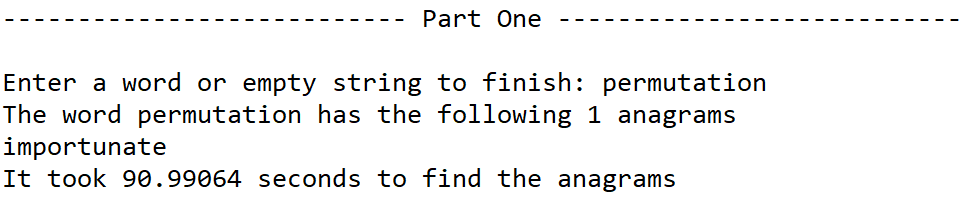 ---------------------------- Part One ----------------------------
Enter a word or empty string to finish: permutation
The word permutation has the following 1 anagrams
importunate
It took 90.99064 seconds to find the anagrams